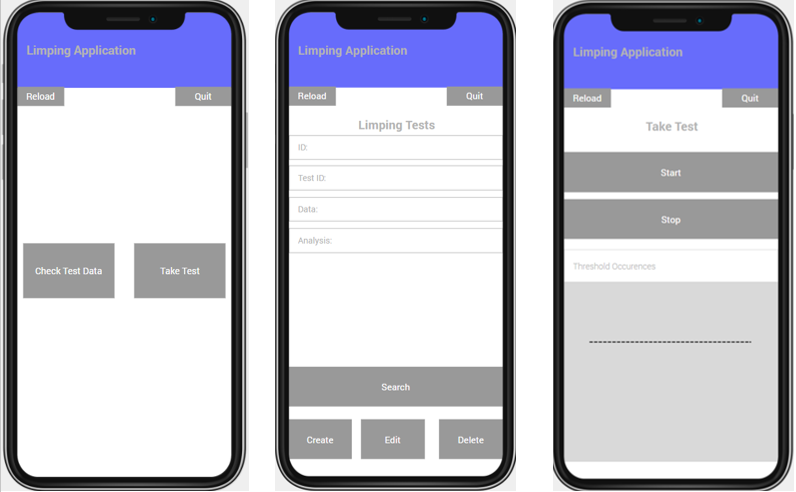 Limping Application
Reload
Quit
Check Test Data
Take Test
Limping Application
Reload
Quit
Limping Tests
ID:
Test ID:
Data:
Analysis:
Search
Create
Edit
Delete
Limping Application
Reload
Quit
Take Test
Start
Stop
Threshold Occurences